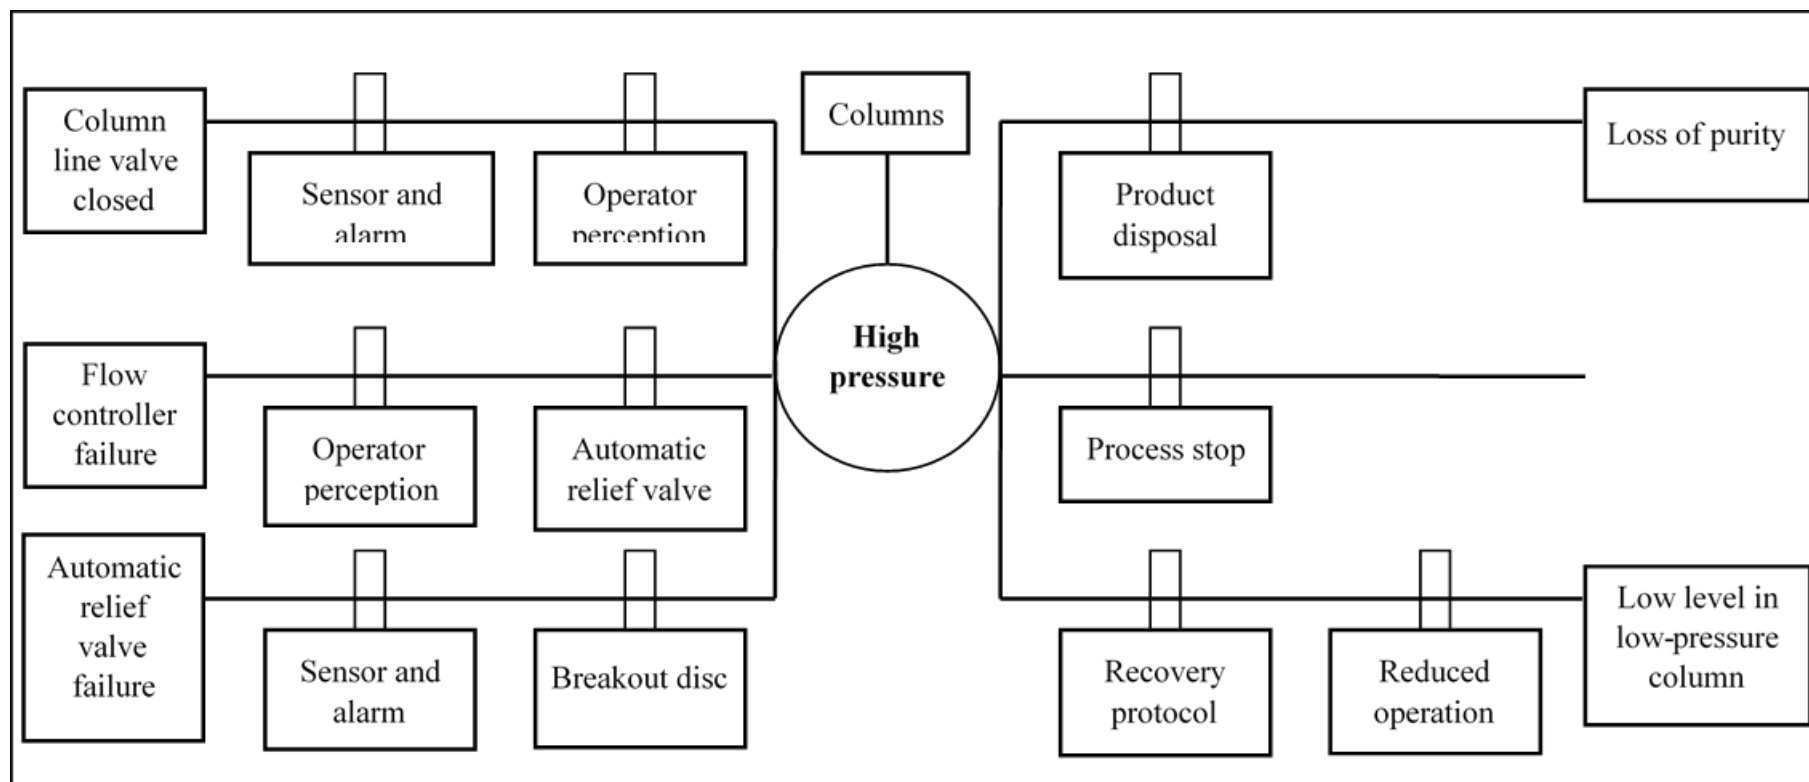 Column
line valve
closed
Sensor and
alarm
Operator
perception
Columns
Product
disposal
Loss of purity
High
pressure
Flow
controller
failure
Operator
perception
Automatic
relief valve
Process stop
Automatic
relief
valve
failure
Sensor and
alarm
Breakout disc
Recovery
protocol
Reduced
operation
Low level in
low-pressure
column